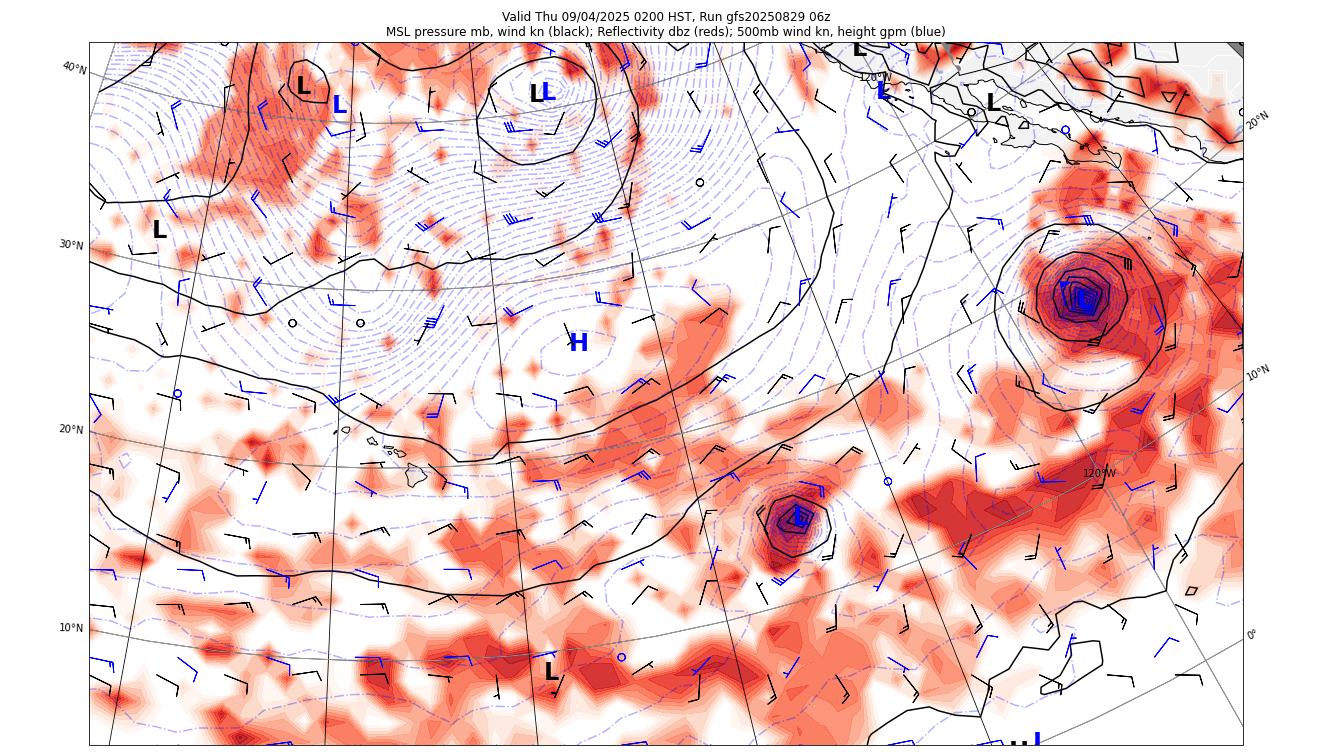 Valid Thu 09/04/2025 0200 HST, Run gfs20250829 06z
MSL pressure mb, wind kn (black); Reflectivity dbz (reds); 500mb wind kn, height gpm (blue)
L
40°N
120°W
L
L
L L
L
L
20°N
L
30°N
L
H
10°N
20°N
120°W
L
10°N
0°
L
H
L